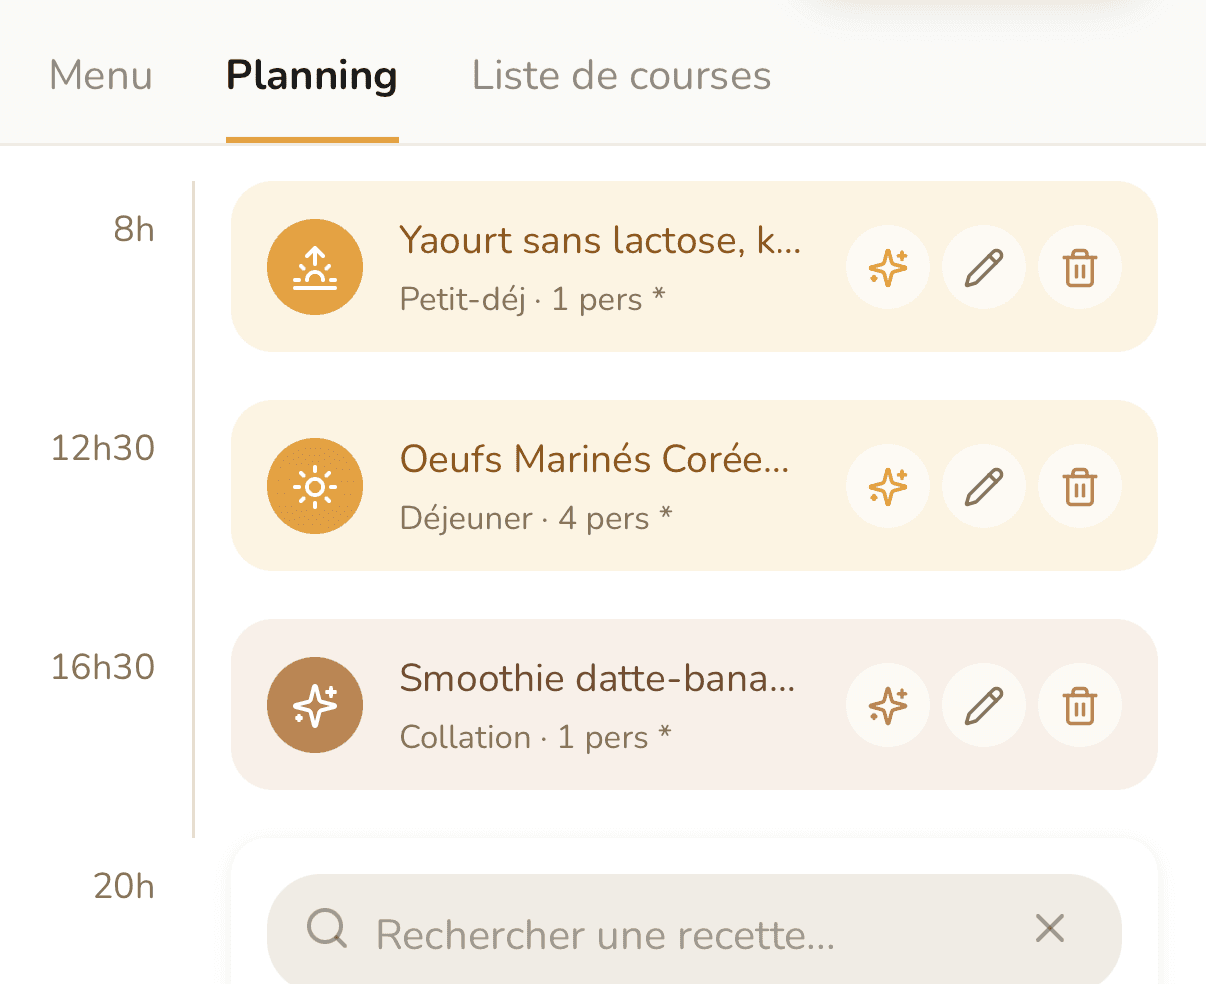 Menu Planning Liste de courses
8h
Yaourt sans lactose, k...
Petit-déj · 1 pers *
12h30
Oeufs Marinés Corée...
Déjeuner · 4 pers *
16h30
Smoothie datte-bana...
Collation · 1 pers *
20h
Rechercher une recette...